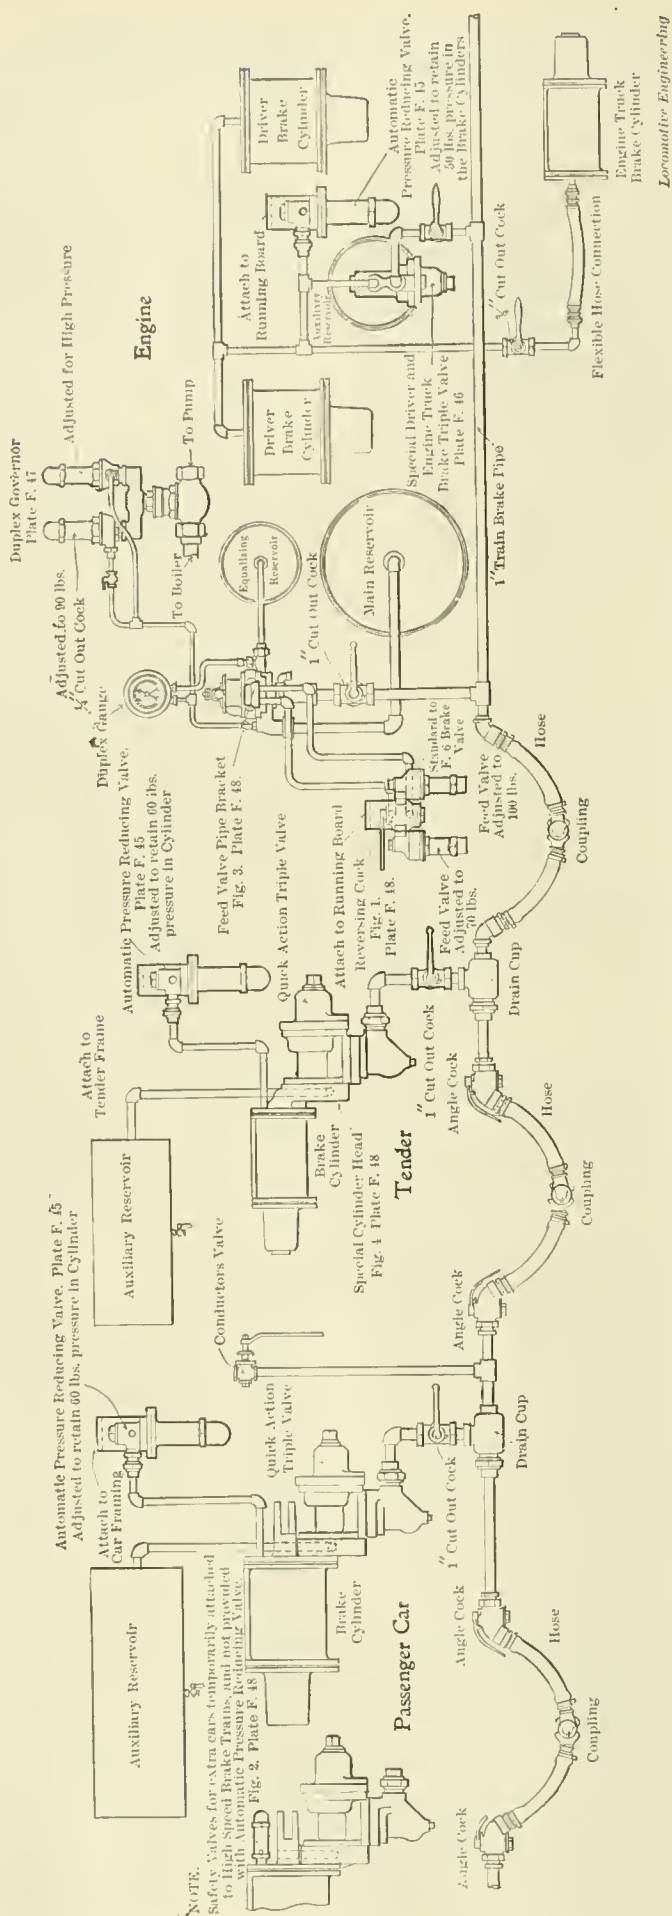 NOTE.
Safety Valves for extra cars temporarily attached
to High Speed Brake Trains, and not provided
with Automatic Pressure Reducing Valve.
Fig. 2. Plate F. 48
Automatic Pressure Reducing Valve. Plate F. 45
Adjusted to retain 60 lbs. pressure in Cylinder
Attach to
Car Framing
Auxiliary Reservoir
Brake
Cylinder
Quick Action
Triple Valve
Conductors Valve
Passenger Car
1" Cut Out Cock
Drain Cup
Angle Cock
Coupling
Hose
Angle Cock
Angle Cock
Coupling
Hose
Angle Cock
Auxiliary Reservoir
Attach to
Tender Frame
Automatic Pressure Reducing Valve.
Plate F. 45
Adjusted to retain 60 lbs.
pressure in Cylinder
Brake
Cylinder
Quick Action Triple Valve
Special Cylinder Head
Fig. 4 Plate F. 48
Tender
1" Cut Out Cock
Drain Cup
Coupling
Hose
Duplex Gauge
Adjusted to 90 lbs.
1/4" Cut Out Cock
Duplex Governor
Plate F. 47
Adjusted for High Pressure
Engine
To Boiler
To Pump
Feed Valve Pipe Bracket
Fig. 3. Plate F. 48.
Equalizing
Reservoir
1" Cut Out Cock
Main Reservoir
Attach to Running Board
Reversing Cock
Fig. 1.
Plate F. 48.
Feed Valve
Adjusted to
70 lbs.
Standard to
F. 6 Brake
Valve
Feed Valve
Adjusted to
100 lbs.
1" Train Brake Pipe
Driver
Brake
Cylinder
Driver
Brake
Cylinder
Attach to
Running Board
Auxiliary
Reservoir
Automatic
Pressure Reducing Valve.
Plate F. 45
Adjusted to retain
50 lbs. pressure in
the Brake Cylinders
Special Driver and
Engine Truck
Brake Triple Valve
Plate F. 46
Cut Out Cock
Flexible Hose Connection
Engine Truck
Brake Cylinder
Locomotive Engineering